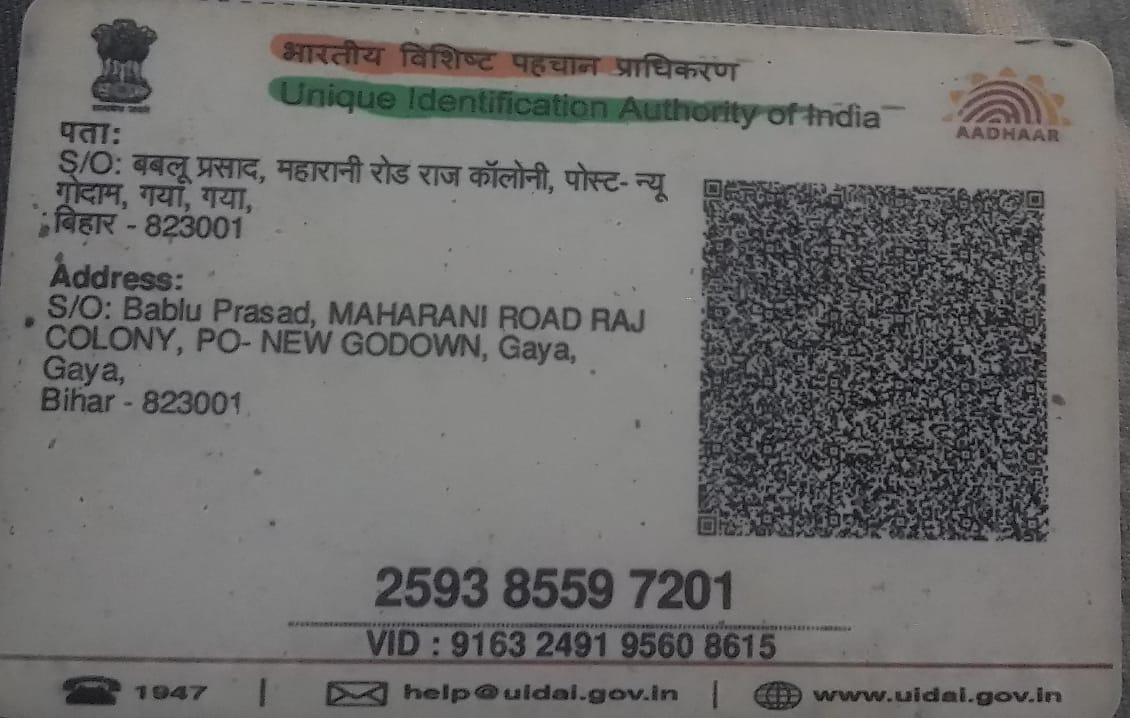 भारतीय विशिष्ट पहचान प्राधिकरण
Unique Identification Authority of India
AADHAAR
पता:
S/O: बबलू प्रसाद, महारानी रोड राज कॉलोनी, पोस्ट- न्यू
गोदाम, गया, गया,
बिहार - 823001
Address:
S/O: Bablu Prasad, MAHARANI ROAD RAJ
COLONY, PO- NEW GODOWN, Gaya,
Gaya,
Bihar - 823001
2593 8559 7201
VID : 9163 2491 9560 8615
1947 | help@uidai.gov.in | www.uidai.gov.in